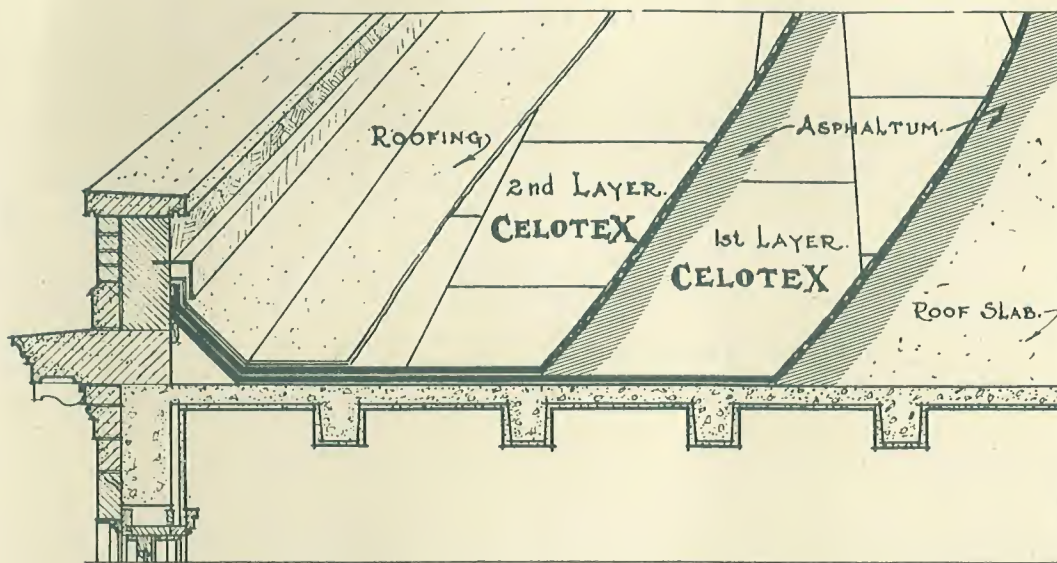 ROOFING
2nd LAYER.
CELOTEX
ASPHALTUM.
1st LAYER.
CELOTEX
ROOF SLAB.